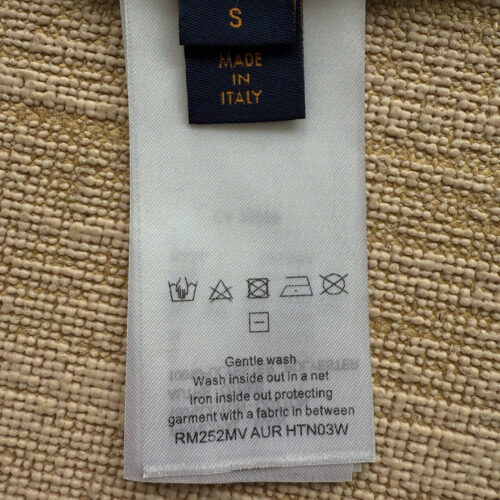 S
MADE
IN
ITALY
Gentle wash
Wash inside out in a net
Iron inside out protecting
garment with a fabric in between
RM252MV AUR HTN03W